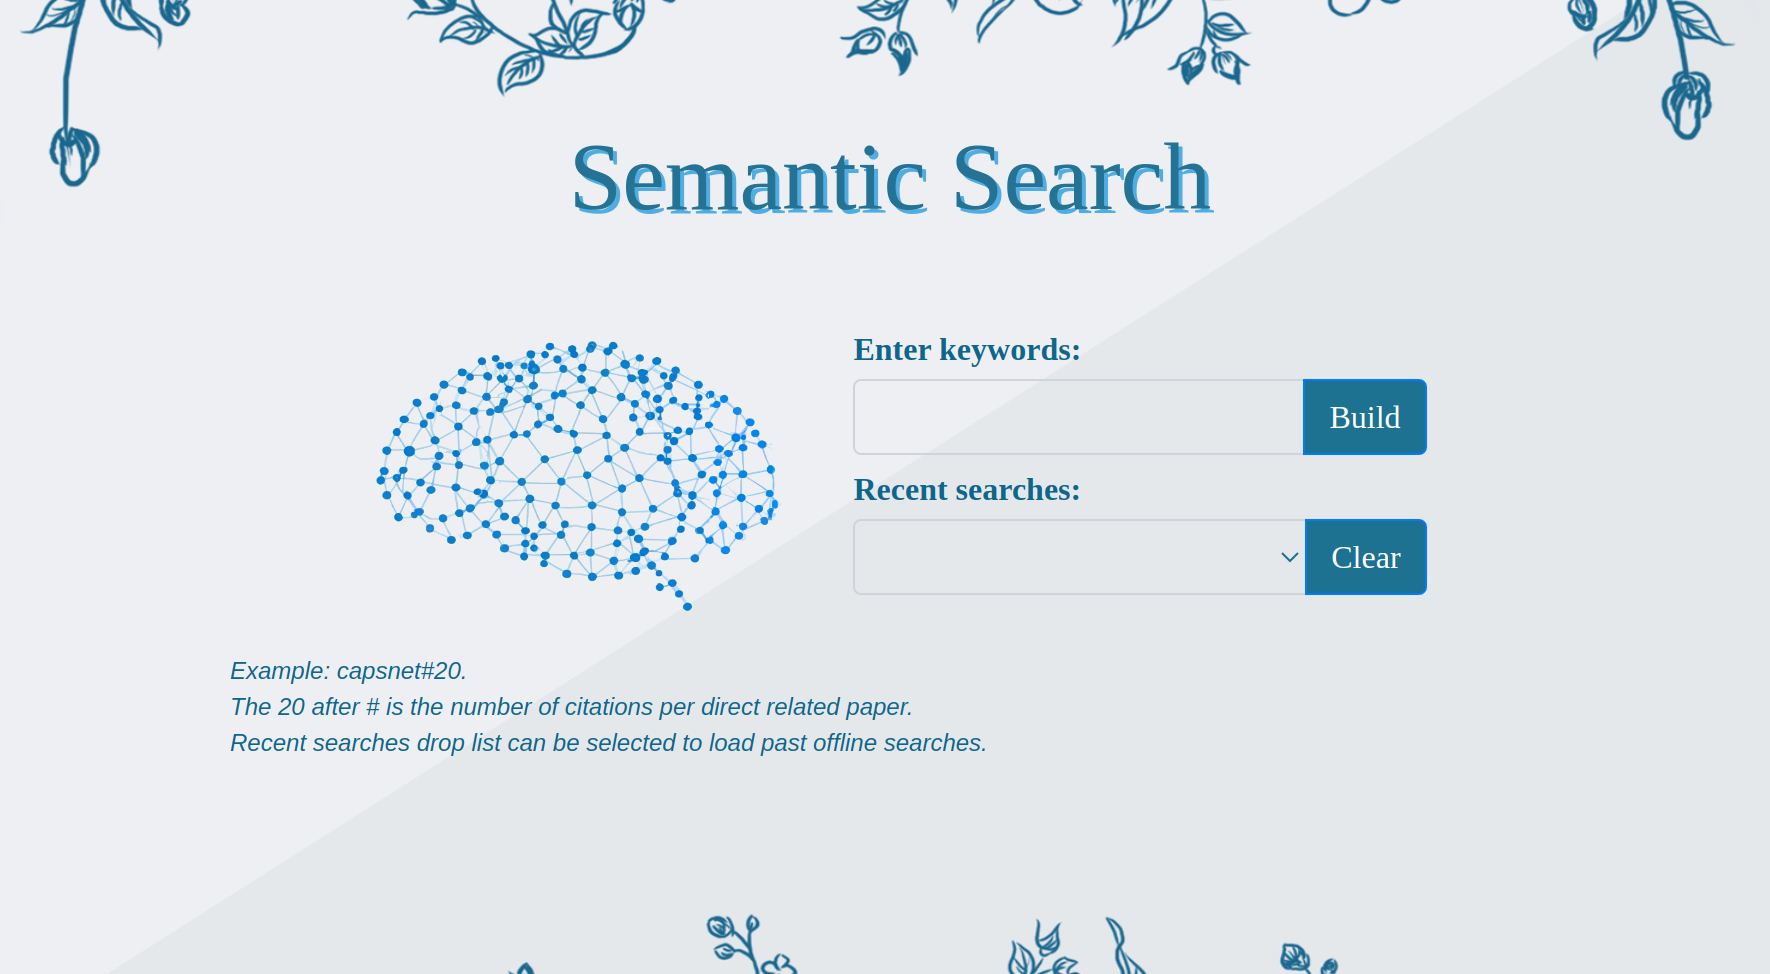 Semantic Search
Enter keywords:
Build
Recent searches:
Clear
Example: capsnet#20.
The 20 after # is the number of citations per direct related paper.
Recent searches drop list can be selected to load past offline searches.